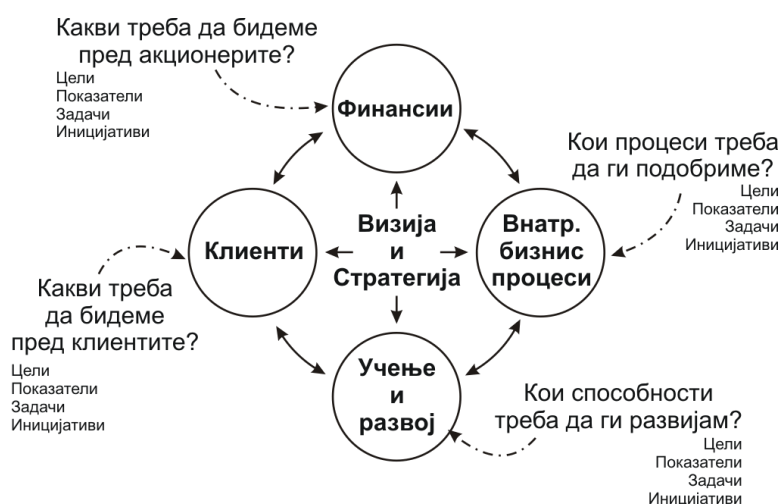 Какви треба да бидеме
пред акционерите?
Цели
Показатели
Задачи
Иницијативи
Финансии
Кои процеси треба
да ги подобриме?
Цели
Показатели
Задачи
Иницијативи
Клиенти
Визија
и
Стратегија
Внатр.
бизнис
процеси
Какви треба
да бидеме
пред клиентите?
Цели
Показатели
Задачи
Иницијативи
Учење
и
развој
Кои способности
треба да ги развијам?
Цели
Показатели
Задачи
Иницијативи